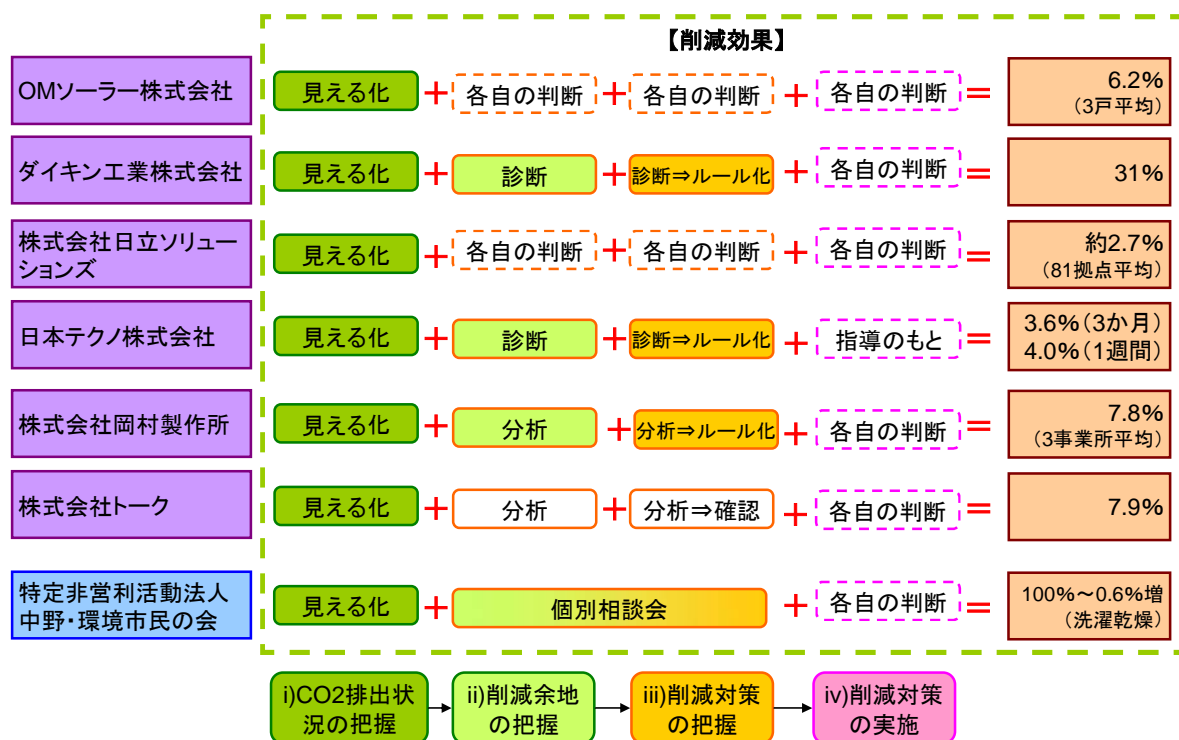 【削減効果】
OMソーラー株式会社
見える化 + 各自の判断 + 各自の判断 + 各自の判断 = 6.2%
(3戸平均)
ダイキン工業株式会社
見える化 + 診断 + 診断⇒ルール化 + 各自の判断 = 31%
株式会社日立ソリュー
ションズ
見える化 + 各自の判断 + 各自の判断 + 各自の判断 = 約2.7%
(81拠点平均)
日本テクノ株式会社
見える化 + 診断 + 診断⇒ルール化 + 指導のもと = 3.6%(3か月)
4.0%(1週間)
株式会社岡村製作所
見える化 + 分析 + 分析⇒ルール化 + 各自の判断 = 7.8%
(3事業所平均)
株式会社トーク
見える化 + 分析 + 分析⇒確認 + 各自の判断 = 7.9%
特定非営利活動法人
中野・環境市民の会
見える化 + 個別相談会 + 各自の判断 = 100%~0.6%増
(洗濯乾燥)
i)CO2排出状
況の把握
ii)削減余地
の把握
iii)削減対策
の把握
iv)削減対策
の実施